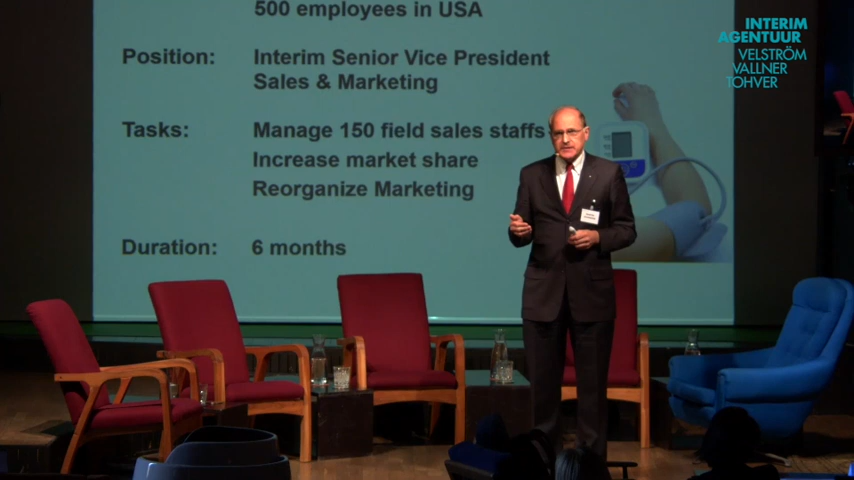 500 employees in USA
Position: Interim Senior Vice President
Sales & Marketing
Tasks: Manage 150 field sales staffs
Increase market share
Reorganize Marketing
Duration: 6 months
INTERIM
AGENTUUR
VELSTRÖM
VALLNER
TOHVER